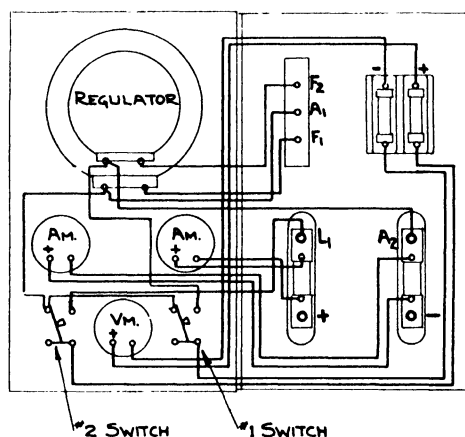 - +
F2
REGULATOR
A1
F1
AM. AM. L1 A2
+ +
VM.
+ + -
#2 SWITCH #1 SWITCH